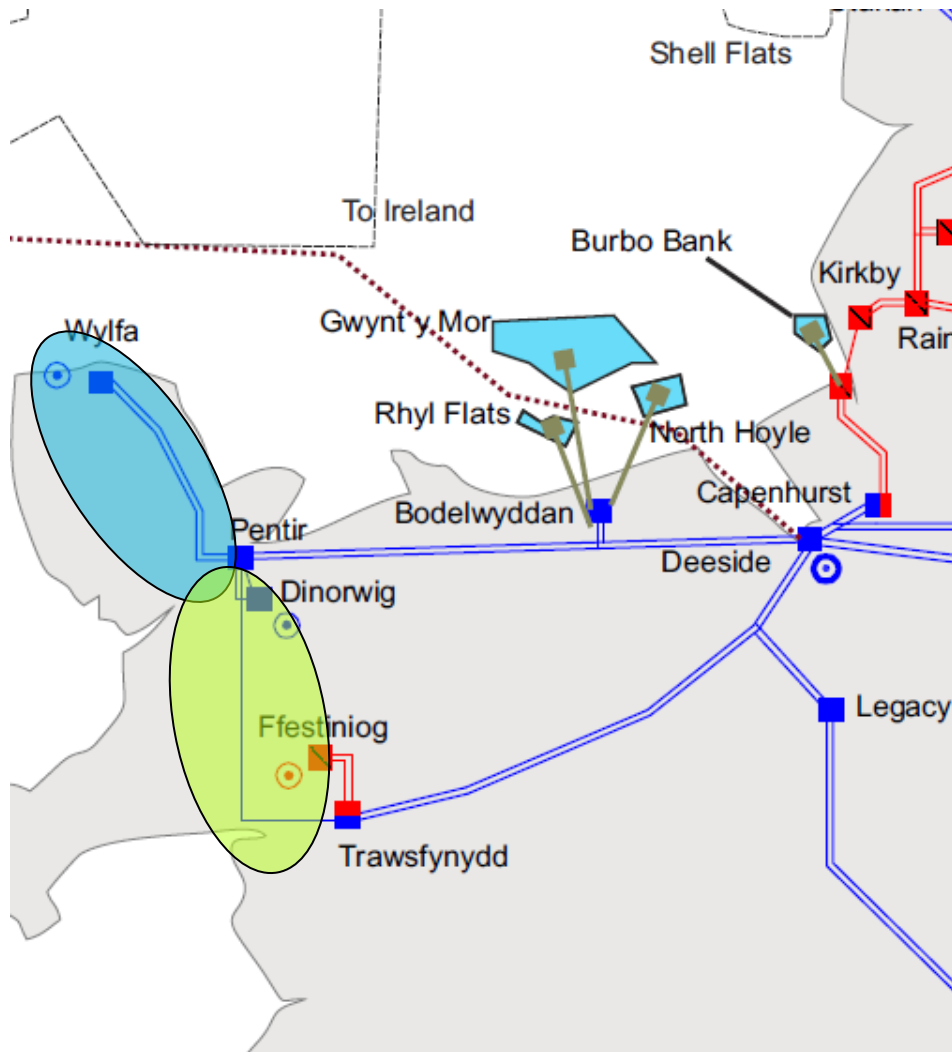 Shell Flats
To Ireland
Burbo Bank
Kirkby
Gwynt y Mor
Wylfa
Rhyl Flats
North Hoyle
Capenhurst
Bodelwyddan
Pentir
Deeside
Dinorwig
Legacy
Ffestiniog
Trawsfynydd